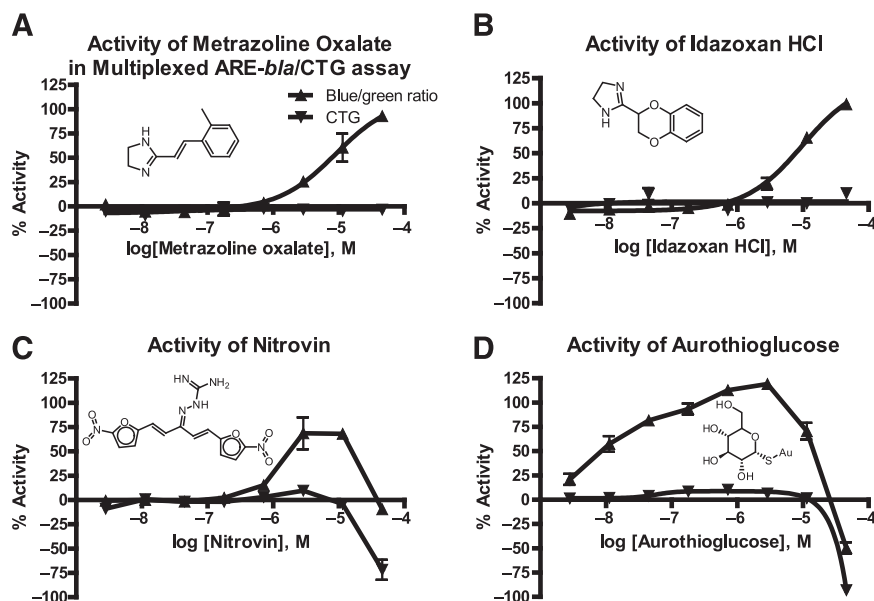 A
Activity of Metrazoline Oxalate
in Multiplexed ARE-bla/CTG assay
125
100
75
50
25
0
−25
−50
−75
−100
% Activity
Blue/green ratio
CTG
H
N
N
−8
−7
−6
−5
−4
log[Metrazoline oxalate], M
B
Activity of Idazoxan HCl
125
100
75
50
25
0
−25
−50
−75
−100
% Activity
N
N
H
O
O
−8
−7
−6
−5
−4
log [Idazoxan HCl], M
C
Activity of Nitrovin
125
100
75
50
25
0
−25
−50
−75
−100
% Activity
HN
NH2
NH
N
O
N
O
O
O
NO2
−8
−7
−6
−5
−4
log [Nitrovin], M
D
Activity of Aurothioglucose
125
100
75
50
25
0
−25
−50
−75
−100
% Activity
HO
HO
O
Au
HO
S
OH
−8
−7
−6
−5
−4
log [Aurothioglucose], M